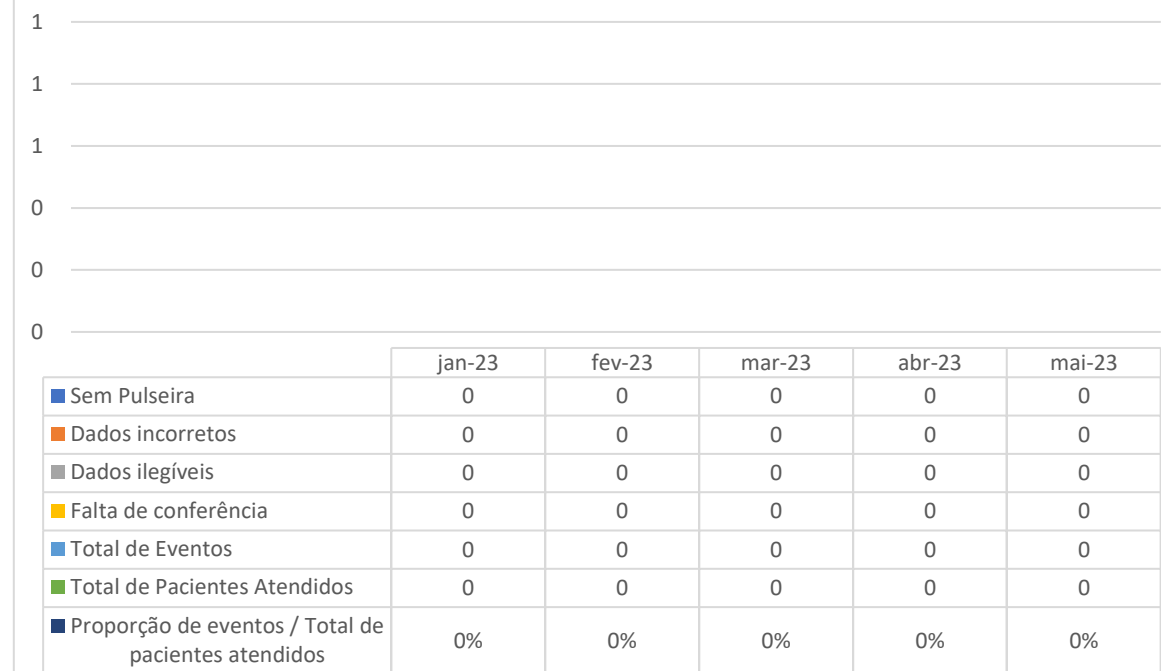 1
1
1
0
0
0
jan-23 fev-23 mar-23 abr-23 mai-23
Sem Pulseira 0 0 0 0 0
Dados incorretos 0 0 0 0 0
Dados ilegíveis 0 0 0 0 0
Falta de conferência 0 0 0 0 0
Total de Eventos 0 0 0 0 0
Total de Pacientes Atendidos 0 0 0 0 0
Proporção de eventos / Total de
pacientes atendidos 0% 0% 0% 0% 0%